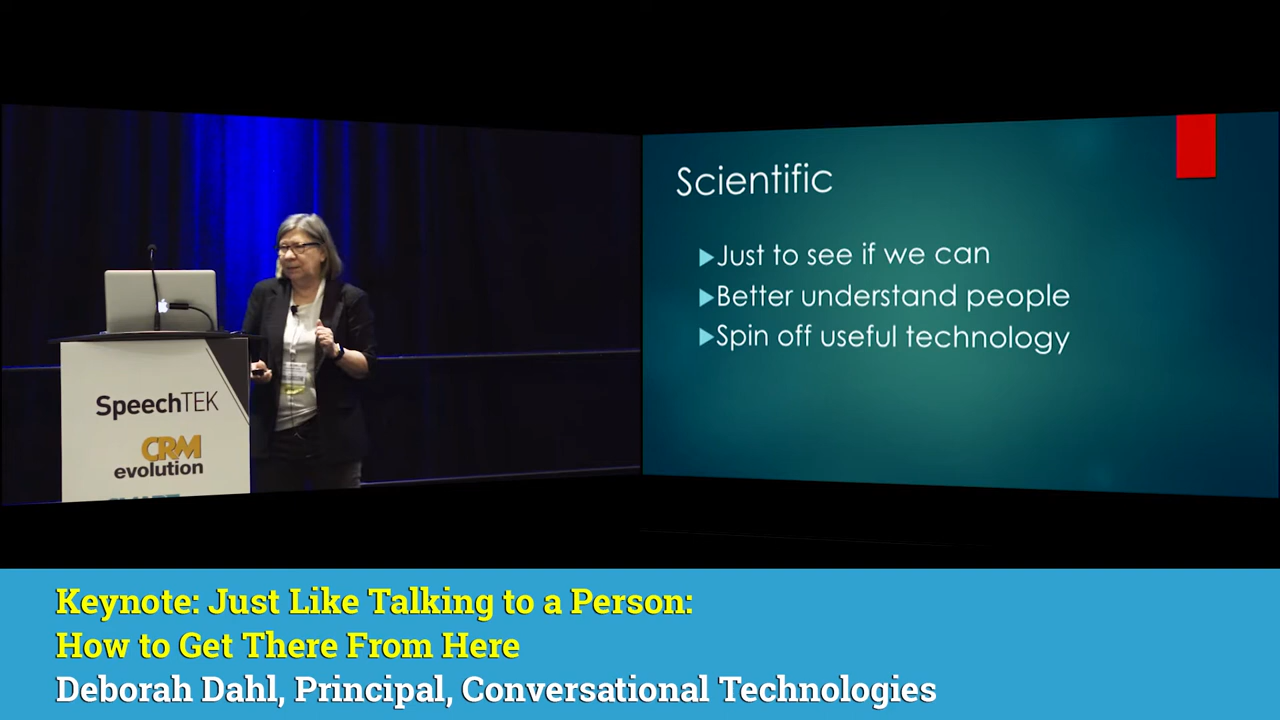 SpeechTEK
CRM
evolution
Scientific
Just to see if we can
Better understand people
Spin off useful technology
Keynote: Just Like Talking to a Person:
How to Get There From Here
Deborah Dahl, Principal, Conversational Technologies